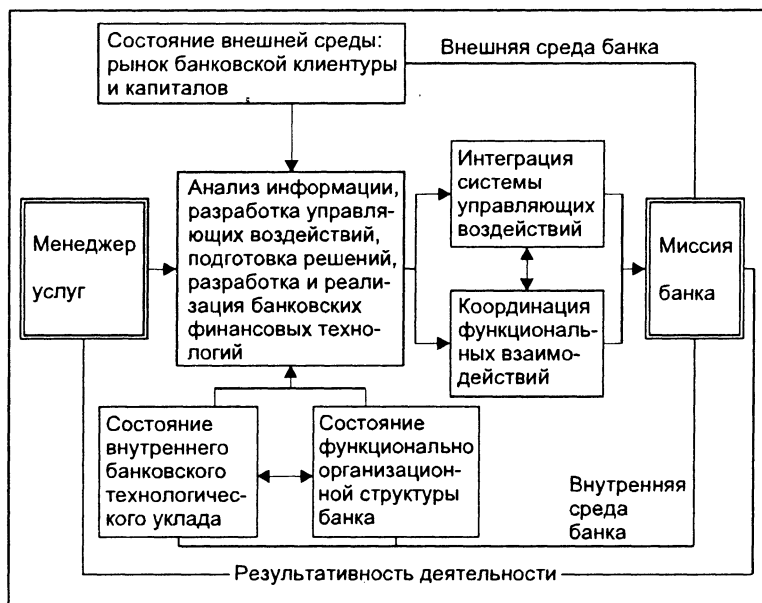 Состояние внешней среды:
рынок банковской клиентуры
и капиталов
Внешняя среда банка
Менеджер
услуг
Анализ информации,
разработка управля-
ющих воздействий,
подготовка решений,
разработка и реали-
зация банковских
финансовых техно-
логий
Интеграция
системы
управляющих
воздействий
Координация
функциональ-
ных взаимо-
действий
Миссия
банка
Состояние
внутреннего
банковского
технологиче-
ского уклада
Состояние
функционально
организацион-
ной структуры
банка
Внутренняя
среда
банка
Результативность деятельности